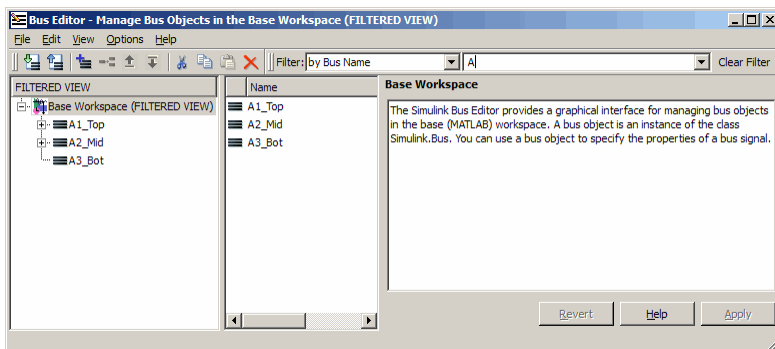 Bus Editor - Manage Bus Objects in the Base Workspace (FILTERED VIEW)
File Edit View Options Help
Filter: by Bus Name A Clear Filter
FILTERED VIEW
Base Workspace (FILTERED VIEW)
A1_Top
A2_Mid
A3_Bot
Name
A1_Top
A2_Mid
A3_Bot
Base Workspace
The Simulink Bus Editor provides a graphical interface for managing bus objects
in the base (MATLAB) workspace. A bus object is an instance of the class
Simulink.Bus. You can use a bus object to specify the properties of a bus signal.
Revert Help Apply